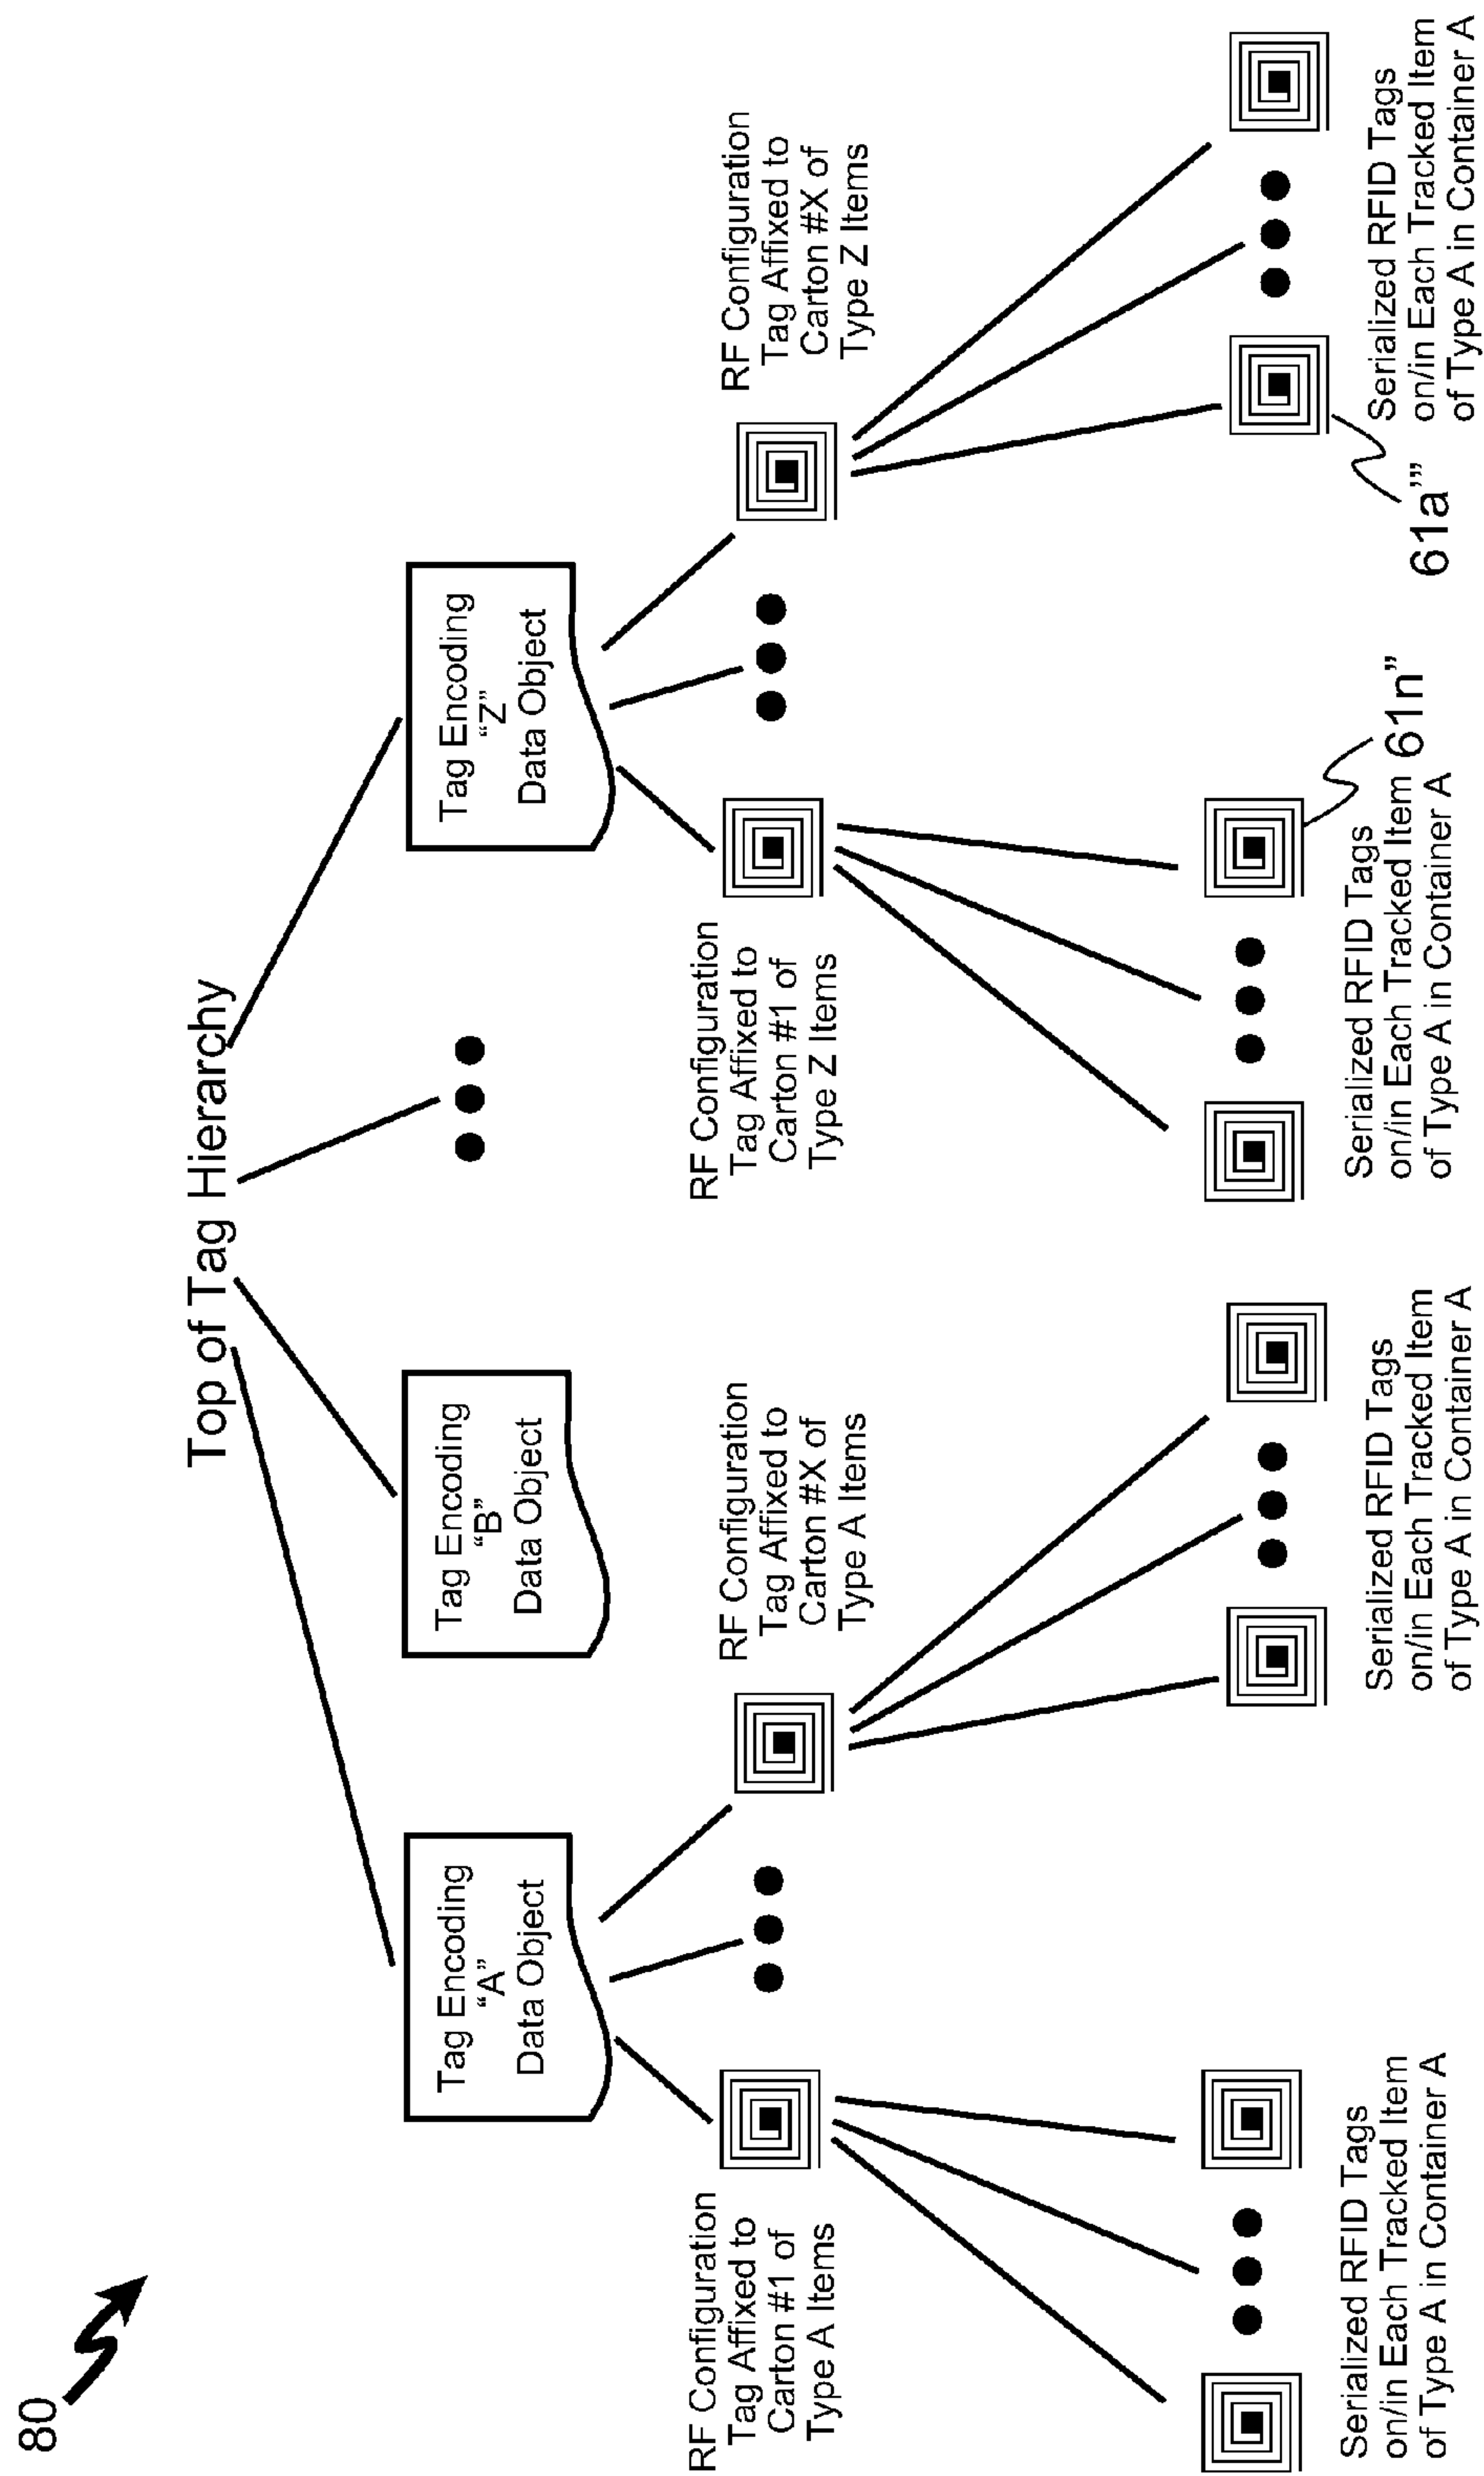 80
Top of Tag Hierarchy
Tag Encoding
“A”
Data Object
Tag Encoding
“B”
Data Object
Tag Encoding
“Z”
Data Object
RF Configuration
Tag Affixed to
Carton #1 of
Type A Items
RF Configuration
Tag Affixed to
Carton #X of
Type A Items
RF Configuration
Tag Affixed to
Carton #1 of
Type Z Items
RF Configuration
Tag Affixed to
Carton #X of
Type Z Items
Serialized RFID Tags
on/in Each Tracked Item
of Type A in Container A
Serialized RFID Tags
on/in Each Tracked Item
of Type A in Container A
Serialized RFID Tags
on/in Each Tracked Item
of Type A in Container A
61n”
61a”’
Serialized RFID Tags
on/in Each Tracked Item
of Type A in Container A